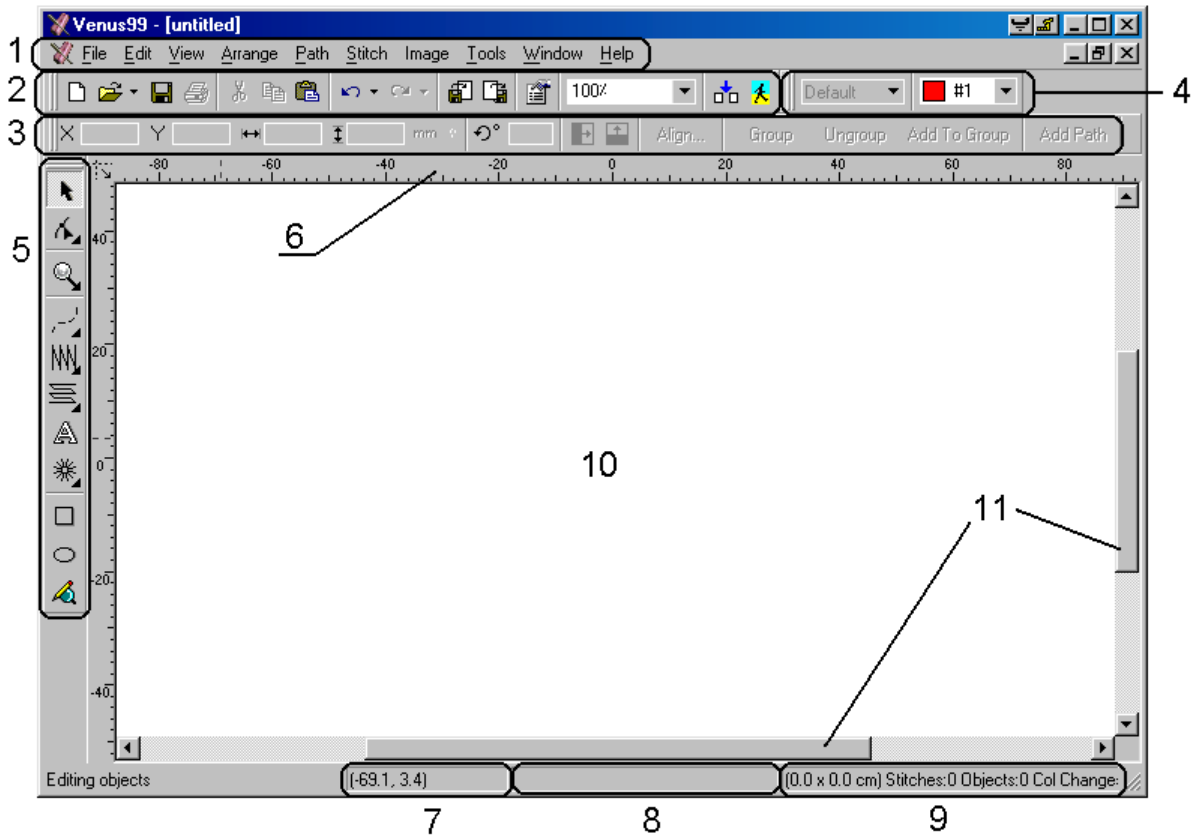 Venus99 - [untitled]
1 File Edit View Arrange Path Stitch Image Tools Window Help
2 100% Default #1 4
3 X Y mm ° Align... Group Ungroup Add To Group Add Path
-80 -60 -40 -20 0 20 40 60 80
6
5
40
20
0
-20
-40
10
11
Editing objects (-69.1, 3.4) (0.0 x 0.0 cm) Stitches:0 Objects:0 Col Change:
7 8 9